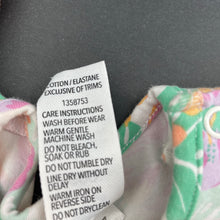 COTTON / ELASTANE
EXCLUSIVE OF TRIMS
1358753
CARE INSTRUCTIONS
WASH BEFORE WEAR
WARM GENTLE
MACHINE WASH
DO NOT BLEACH,
SOAK OR RUB
DO NOT TUMBLE DRY
LINE DRY WITHOUT
DELAY
WARM IRON ON
REVERSE SIDE
DO NOT DRYCLEAN